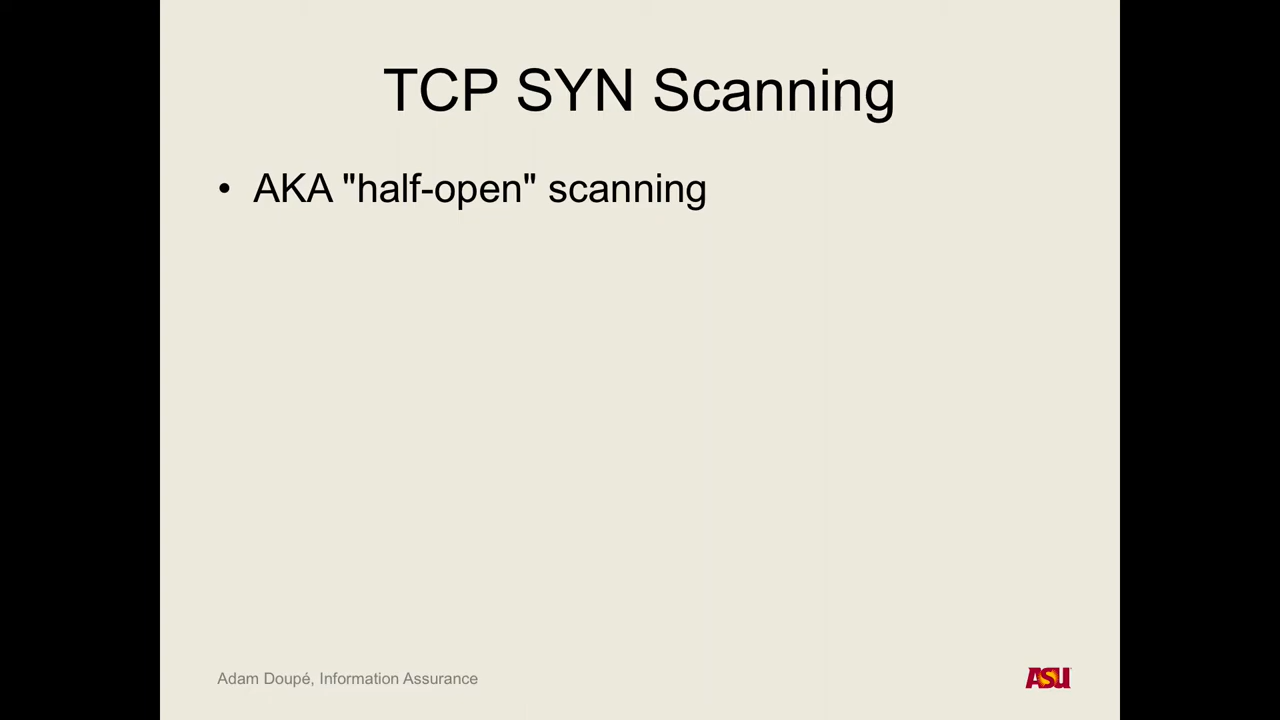 TCP SYN Scanning
• AKA "half-open" scanning
Adam Doupé, Information Assurance
ASU